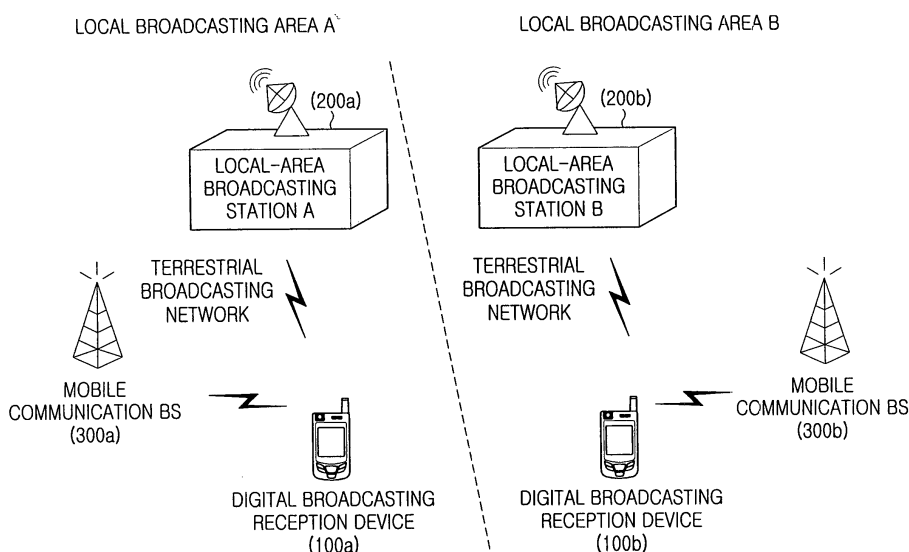 LOCAL BROADCASTING AREA A
LOCAL BROADCASTING AREA B
(200a)
LOCAL-AREA
BROADCASTING
STATION A
(200b)
LOCAL-AREA
BROADCASTING
STATION B
TERRESTRIAL
BROADCASTING
NETWORK
TERRESTRIAL
BROADCASTING
NETWORK
MOBILE
COMMUNICATION BS
(300a)
MOBILE
COMMUNICATION BS
(300b)
DIGITAL BROADCASTING
RECEPTION DEVICE
(100a)
DIGITAL BROADCASTING
RECEPTION DEVICE
(100b)